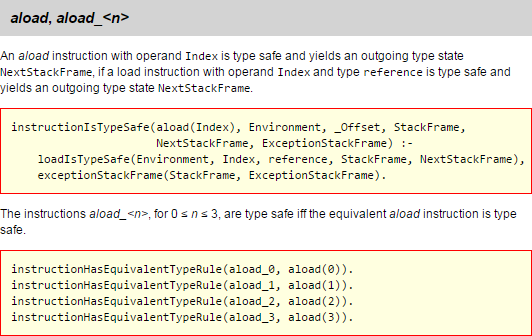 aload, aload_<n>
An aload instruction with operand Index is type safe and yields an outgoing type state
NextStackFrame, if a load instruction with operand Index and type reference is type safe and
yields an outgoing type state NextStackFrame.
instructionIsTypeSafe(aload(Index), Environment, _Offset, StackFrame,
NextStackFrame, ExceptionStackFrame) :-
loadIsTypeSafe(Environment, Index, reference, StackFrame, NextStackFrame),
exceptionStackFrame(StackFrame, ExceptionStackFrame).
The instructions aload_<n>, for 0 ≤ n ≤ 3, are type safe iff the equivalent aload instruction is type
safe.
instructionHasEquivalentTypeRule(aload_0, aload(0)).
instructionHasEquivalentTypeRule(aload_1, aload(1)).
instructionHasEquivalentTypeRule(aload_2, aload(2)).
instructionHasEquivalentTypeRule(aload_3, aload(3)).